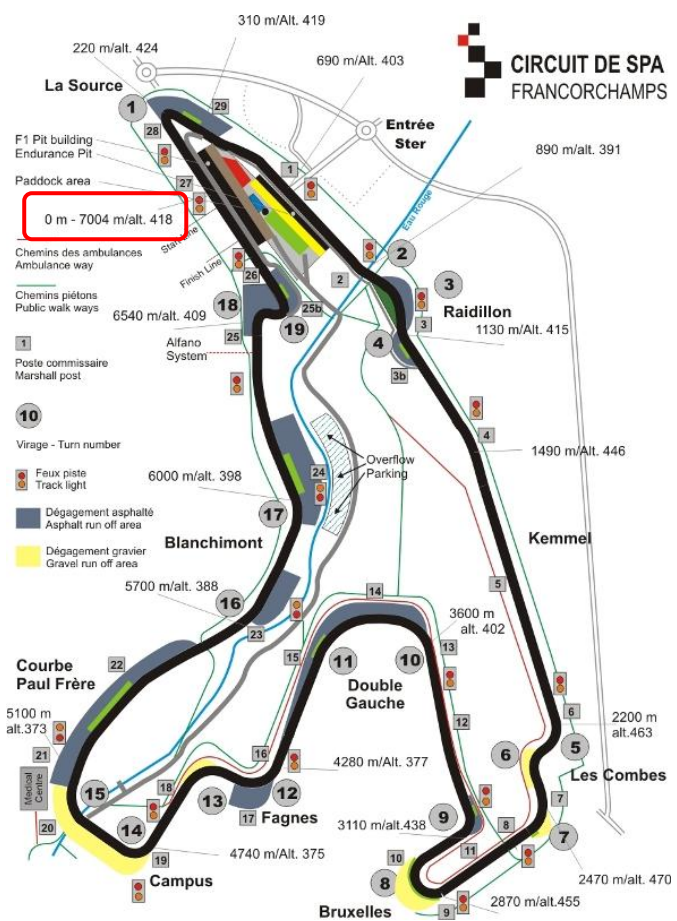 310 m/Alt. 419
220 m/alt. 424
690 m/Alt. 403
CIRCUIT DE SPA
FRANCORCHAMPS
La Source
1
29
28
Entrée
Ster
F1 Pit building
Endurance Pit
890 m/alt. 391
Paddock area
27
1
0 m - 7004 m/alt. 418
Start Line
Eau Rouge
2
Chemins des ambulances
Ambulance way
Finish Line
26
2
3
Chemins piétons
Public walk ways
18
25b
Raidillon
3
6540 m/alt. 409
19
4
1130 m/Alt. 415
25
1
Alfano
System
Poste commissaire
Marshall post
3b
10
4
Virage - Turn number
1490 m/Alt. 446
Overflow
Parking
24
Feux piste
Track light
6000 m/alt. 398
17
Kemmel
Dégagement asphalté
Asphalt run off area
Blanchimont
Dégagement gravier
Gravel run off area
5
5700 m/alt. 388
14
16
3600 m
alt. 402
23
22
15
11
10
13
Courbe
Paul Frère
Double
Gauche
12
6
2200 m
alt.463
5100 m
alt.373
21
16
4280 m/Alt. 377
6
5
Les Combes
Medical
Centre
15
18
13
12
7
Fagnes
9
8
20
14
17
3110 m/alt.438
7
11
19
4740 m/Alt. 375
10
2470 m/alt. 470
Campus
8
2870 m/alt.455
Bruxelles
9